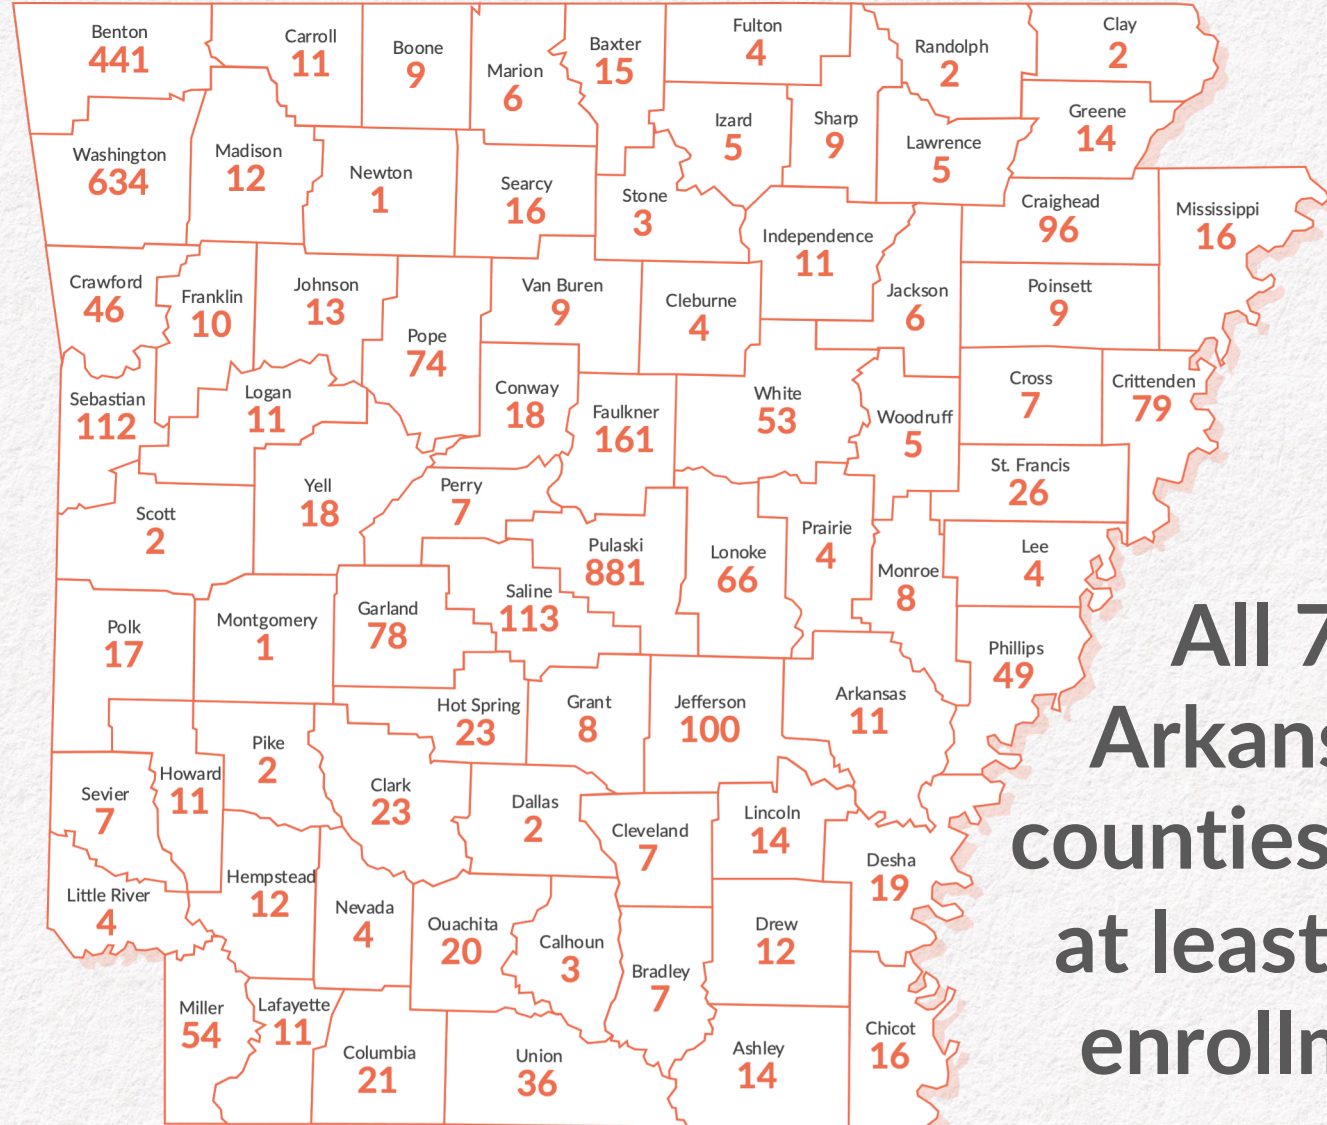 Benton
441
Carroll
11
Boone
9
Marion
6
Baxter
15
Fulton
4
Randolph
2
Clay
2
Izard
5
Sharp
9
Lawrence
5
Greene
14
Washington
634
Madison
12
Newton
1
Searcy
16
Stone
3
Independence
11
Craighead
96
Mississippi
16
Crawford
46
Franklin
10
Johnson
13
Pope
74
Van Buren
9
Cleburne
4
Jackson
6
Poinsett
9
Sebastian
112
Logan
11
Conway
18
Faulkner
161
White
53
Woodruff
5
Cross
7
Crittenden
79
St. Francis
26
Scott
2
Yell
18
Perry
7
Pulaski
881
Lonoke
66
Prairie
4
Monroe
8
Lee
4
Polk
17
Montgomery
1
Garland
78
Saline
113
Phillips
49
Hot Spring
23
Grant
8
Jefferson
100
Arkansas
11
Sevier
7
Howard
11
Pike
2
Clark
23
Dallas
2
Cleveland
7
Lincoln
14
Desha
19
Little River
4
Hempstead
12
Nevada
4
Ouachita
20
Calhoun
3
Bradley
7
Drew
12
Miller
54
Lafayette
11
Columbia
21
Union
36
Ashley
14
Chicot
16
All 7
Arkans
counties
at least
enrolln